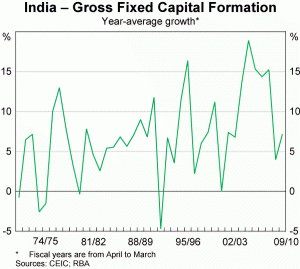 India – Gross Fixed Capital Formation
Year-average growth*
% %
15 15
10 10
5 5
0 0
-5 -5
74/75 81/82 88/89 95/96 02/03 09/10
* Fiscal years are from April to March
Sources: CEIC; RBA